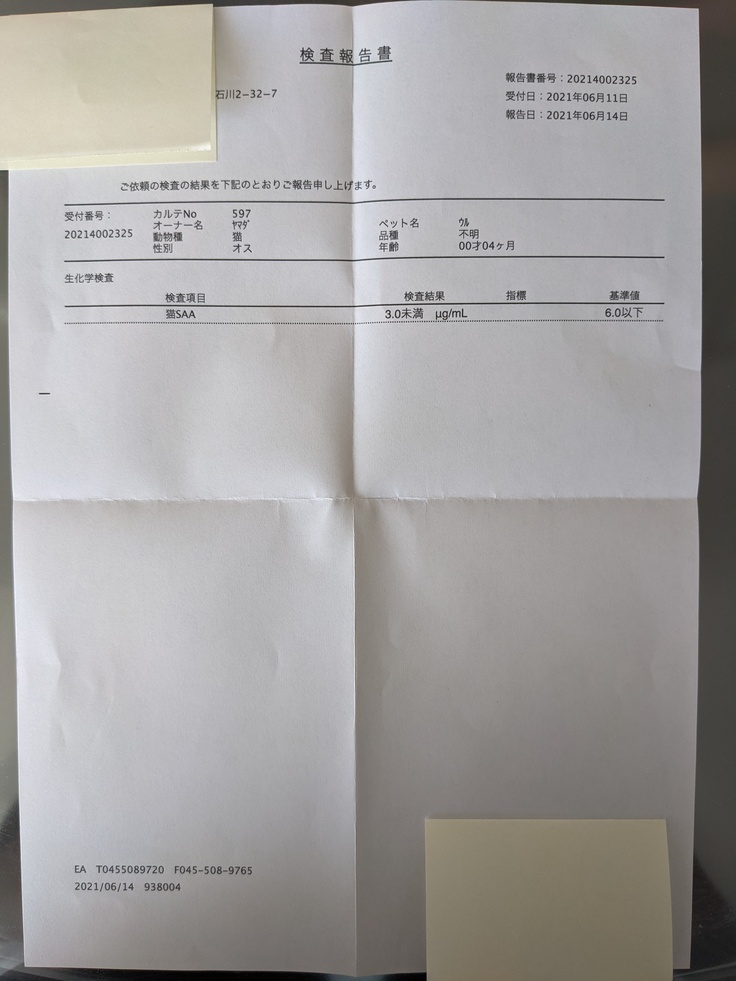 検査報告書
石川2-32-7
報告書番号：20214002325
受付日：2021年06月11日
報告日：2021年06月14日
ご依頼の検査の結果を下記のとおりご報告申し上げます。
受付番号： カルテNo 597
オーナー名 ﾔﾏﾀﾞ ペット名 ｳﾙ
20214002325 動物種 猫 品種 不明
性別 オス 年齢 00才04ヶ月
生化学検査
検査項目 検査結果 指標 基準値
猫SAA 3.0未満 μg/mL 6.0以下
EA T0455089720 F045-508-9765
2021/06/14 938004